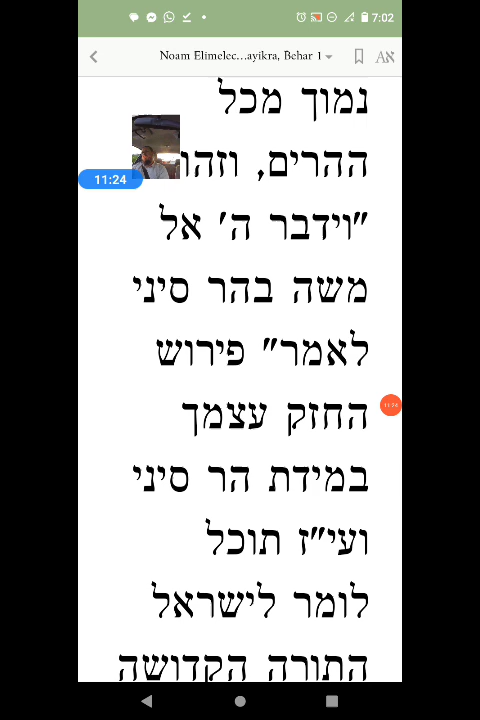 7:02
Noam Elimelec...ayikra, Behar 1
אA
נמוך מכל
ההרים, וזהו
11:24
"וידבר ה' אל
משה בהר סיני
לאמר" פירוש
החזק עצמך
11:24
במידת הר סיני
ועי"ז תוכל
לומר לישראל
התורה הקדושה